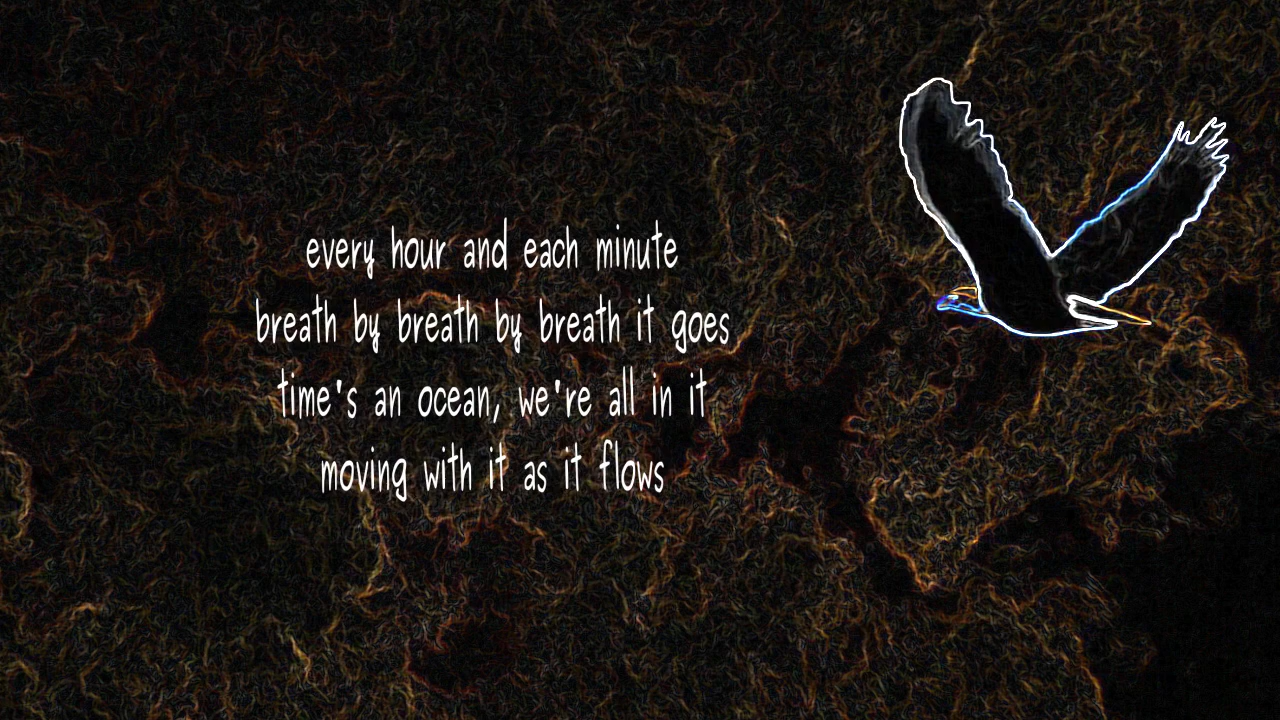 every hour and each minute
breath by breath by breath it goes
time's an ocean, we're all in it
moving with it as it flows